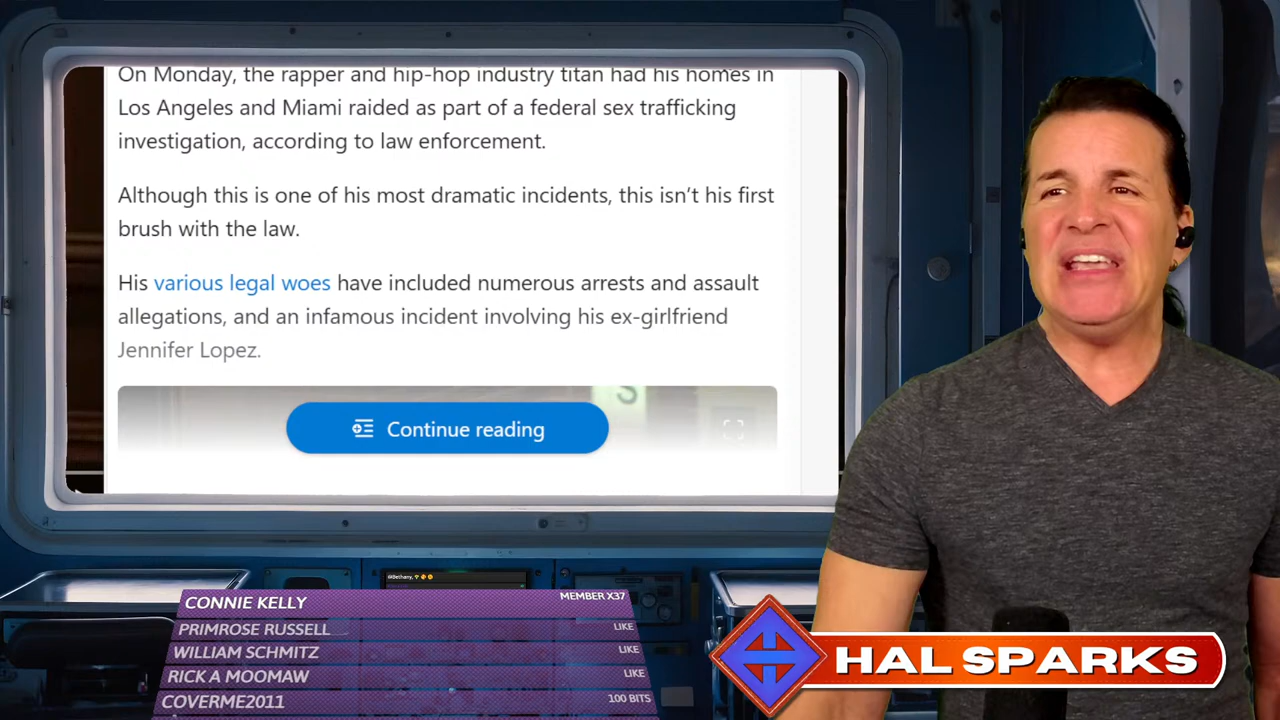 On Monday, the rapper and hip-hop industry titan had his homes in
Los Angeles and Miami raided as part of a federal sex trafficking
investigation, according to law enforcement.
Although this is one of his most dramatic incidents, this isn’t his first
brush with the law.
His various legal woes have included numerous arrests and assault
allegations, and an infamous incident involving his ex-girlfriend
Jennifer Lopez.
S
Continue reading
CONNIE KELLY MEMBER X37
PRIMROSE RUSSELL LIKE
WILLIAM SCHMITZ LIKE
RICK A MOOMAW LIKE
COVERME2011 100 BITS
HAL SPARKS